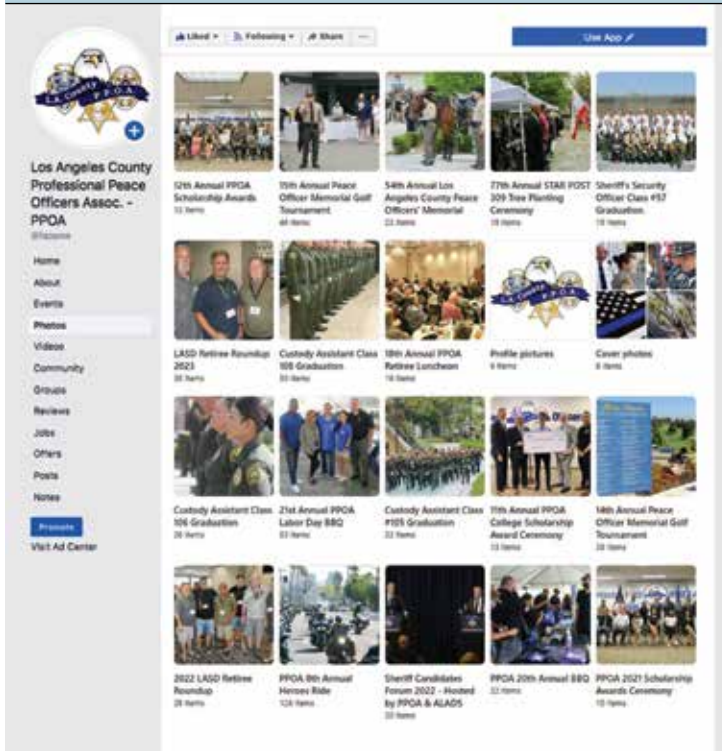 Liked
Following
Share
Use App
L.A. County P.P.O.A.
Los Angeles County
Professional Peace
Officers Assoc. -
PPOA
Home
About
Events
Photos
Videos
Community
Groups
Reviews
Jobs
Offers
Posts
Notes
Promote
Visit Ad Center
12th Annual PPOA
Scholarship Awards
15th Annual Peace
Officer Memorial Golf
Tournament
54th Annual Los
Angeles County Peace
Officers' Memorial
77th Annual STAR POST
309 Tree Planting
Ceremony
Sheriff's Security
Officer Class #57
Graduation
LASD Retiree Roundup
2023
Custody Assistant Class
108 Graduation
18th Annual PPOA
Retiree Luncheon
L.A. County P.P.O.A.
Profile pictures
6 items
Cover photos
6 items
Custody Assistant Class
106 Graduation
21st Annual PPOA
Labor Day BBQ
Custody Assistant Class
#105 Graduation
11th Annual PPOA
College Scholarship
Award Ceremony
14th Annual Peace
Officer Memorial Golf
Tournament
2022 LASD Retiree
Roundup
PPOA 8th Annual
Heroes Ride
Sheriff Candidates
Forum 2022 - Hosted
by PPOA & ALADS
PPOA 20th Annual BBQ
PPOA 2021 Scholarship
Awards Ceremony